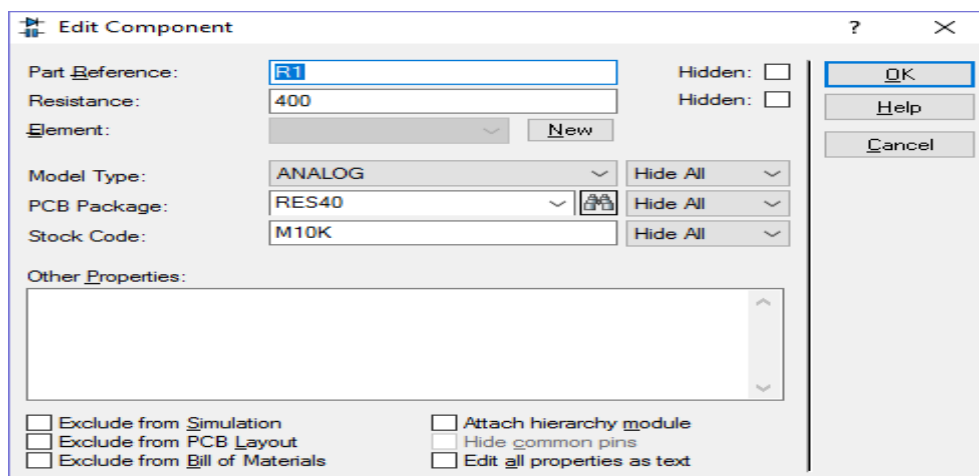 Edit Component ?
Part Reference: R1 Hidden: OK
Resistance: 400 Hidden: Help
Element: New
Cancel
Model Type: ANALOG Hide All
PCB Package: RES40 Hide All
Stock Code: M10K Hide All
Other Properties:
Exclude from Simulation Attach hierarchy module
Exclude from PCB Layout Hide common pins
Exclude from Bill of Materials Edit all properties as text